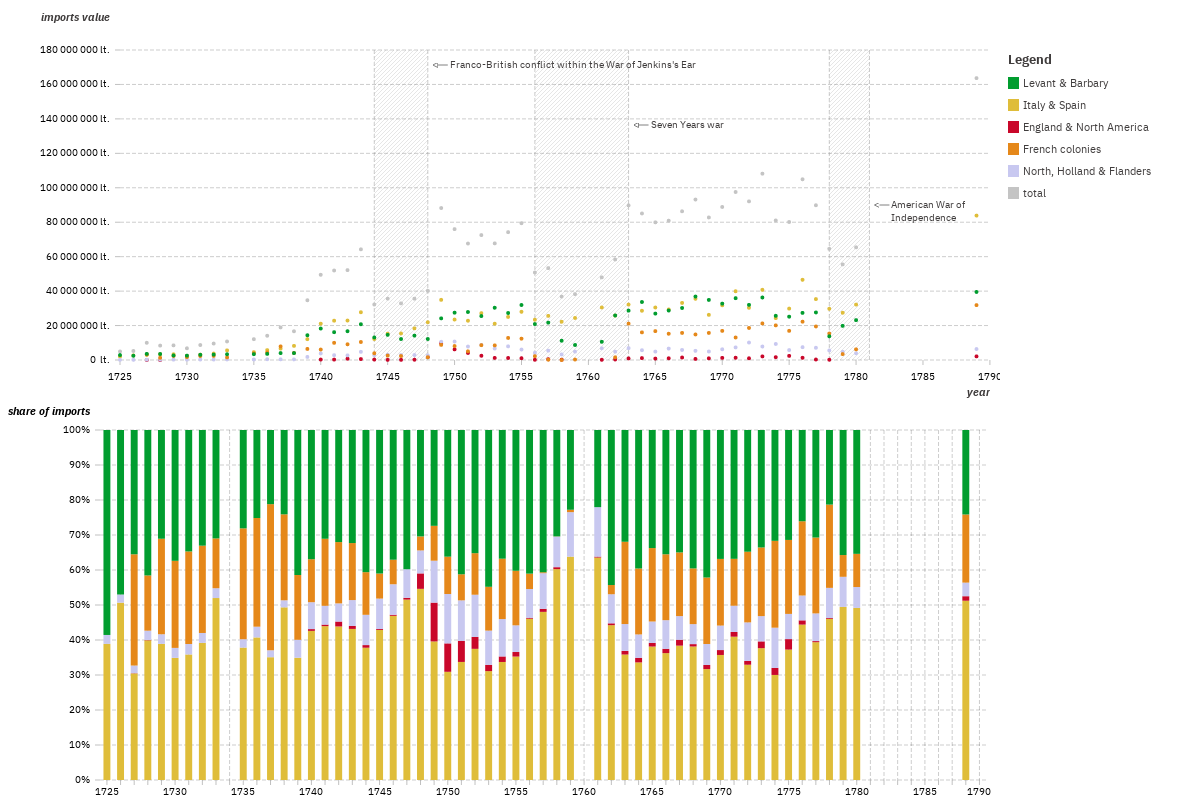 imports value
180 000 000 lt.
160 000 000 lt.
140 000 000 lt.
120 000 000 lt.
100 000 000 lt.
80 000 000 lt.
60 000 000 lt.
40 000 000 lt.
20 000 000 lt.
0 lt.
Franco-British conflict within the War of Jenkins's Ear
Seven Years war
American War of
Independence
1725 1730 1735 1740 1745 1750 1755 1760 1765 1770 1775 1780 1785 1790
year
Legend
Levant & Barbary
Italy & Spain
England & North America
French colonies
North, Holland & Flanders
total
share of imports
100%
90%
80%
70%
60%
50%
40%
30%
20%
10%
0%
1725 1730 1735 1740 1745 1750 1755 1760 1765 1770 1775 1780 1785 1790